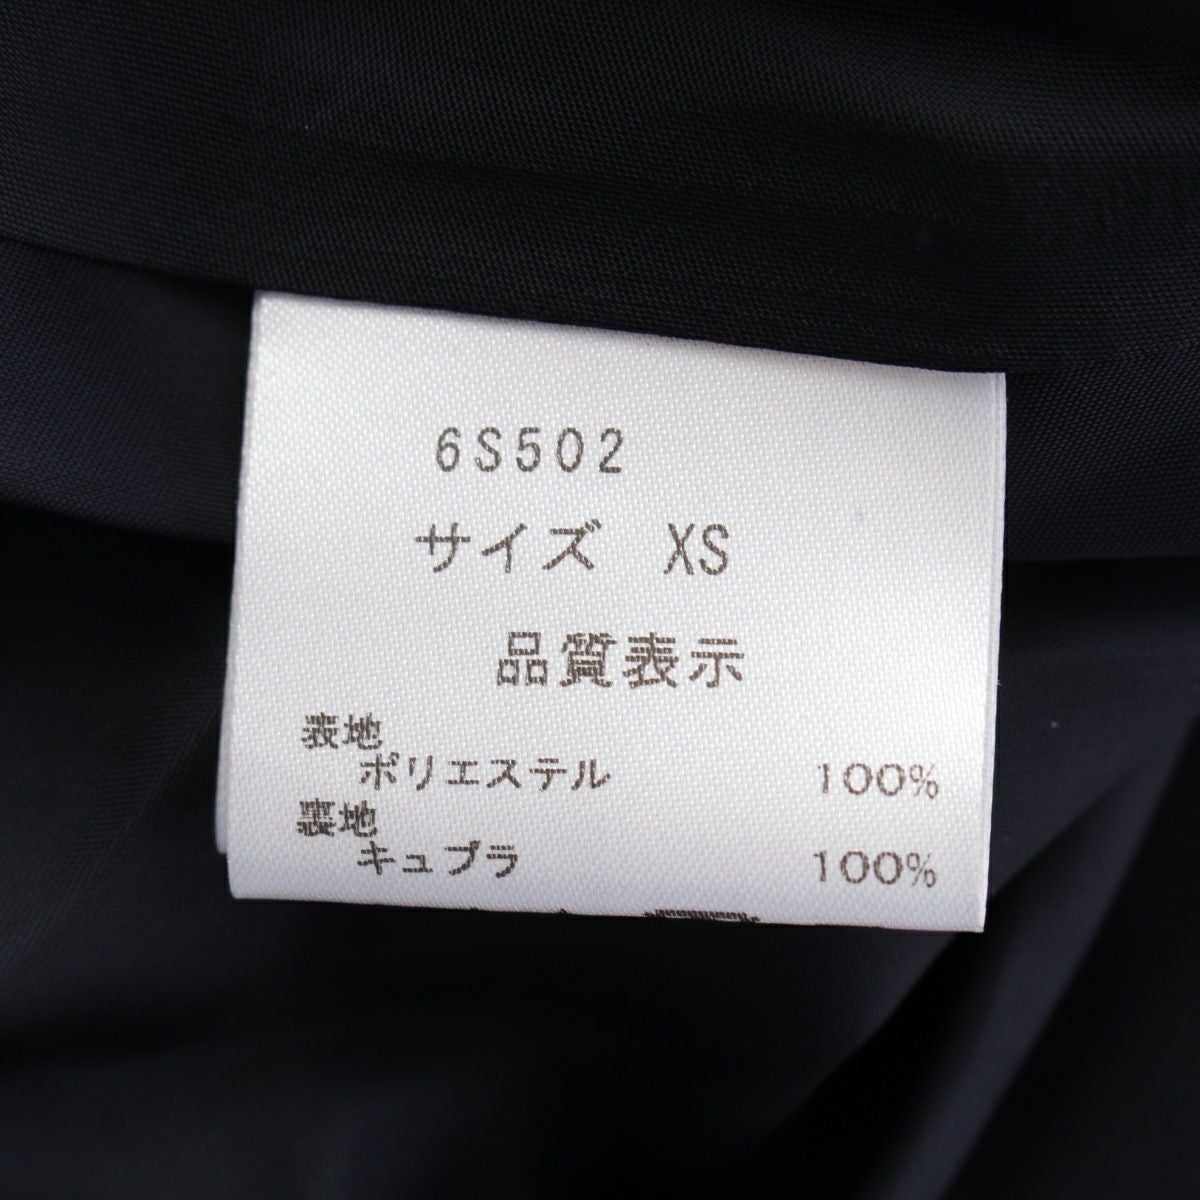 6S502
サイズ XS
品質表示
表地
ポリエステル 100%
裏地
キュプラ 100%